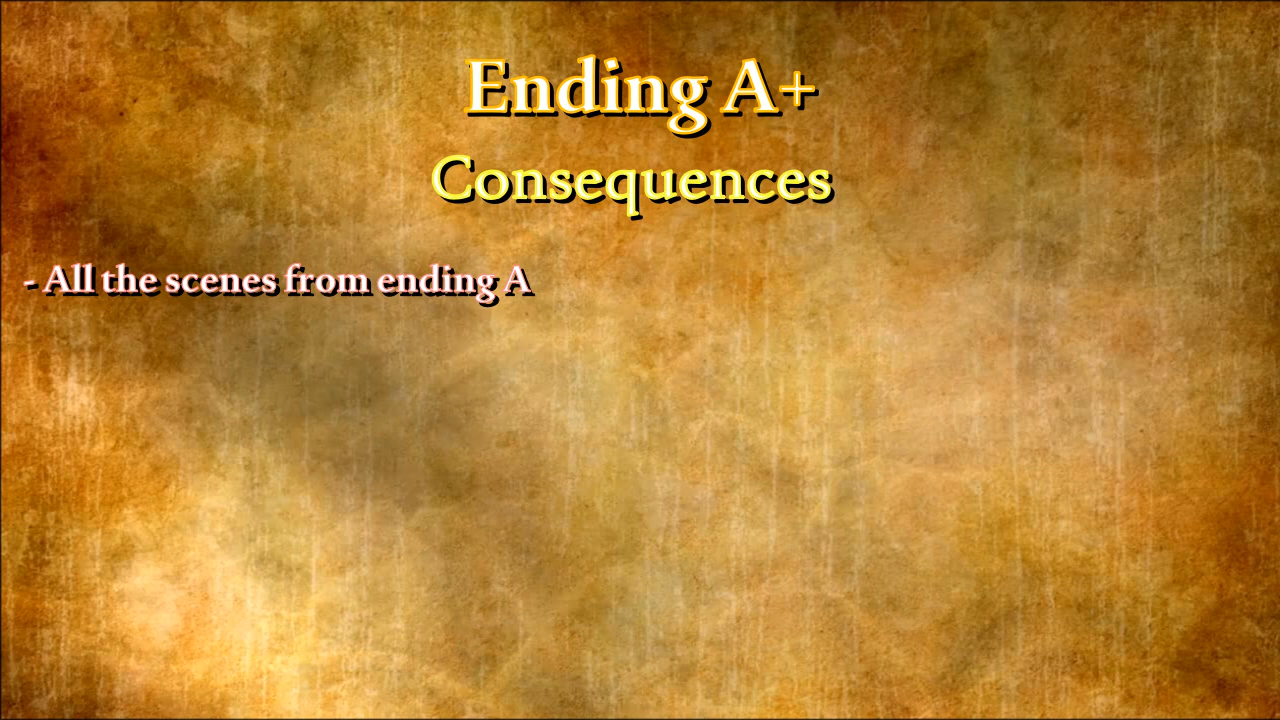 Ending A+
Consequences
- All the scenes from ending A